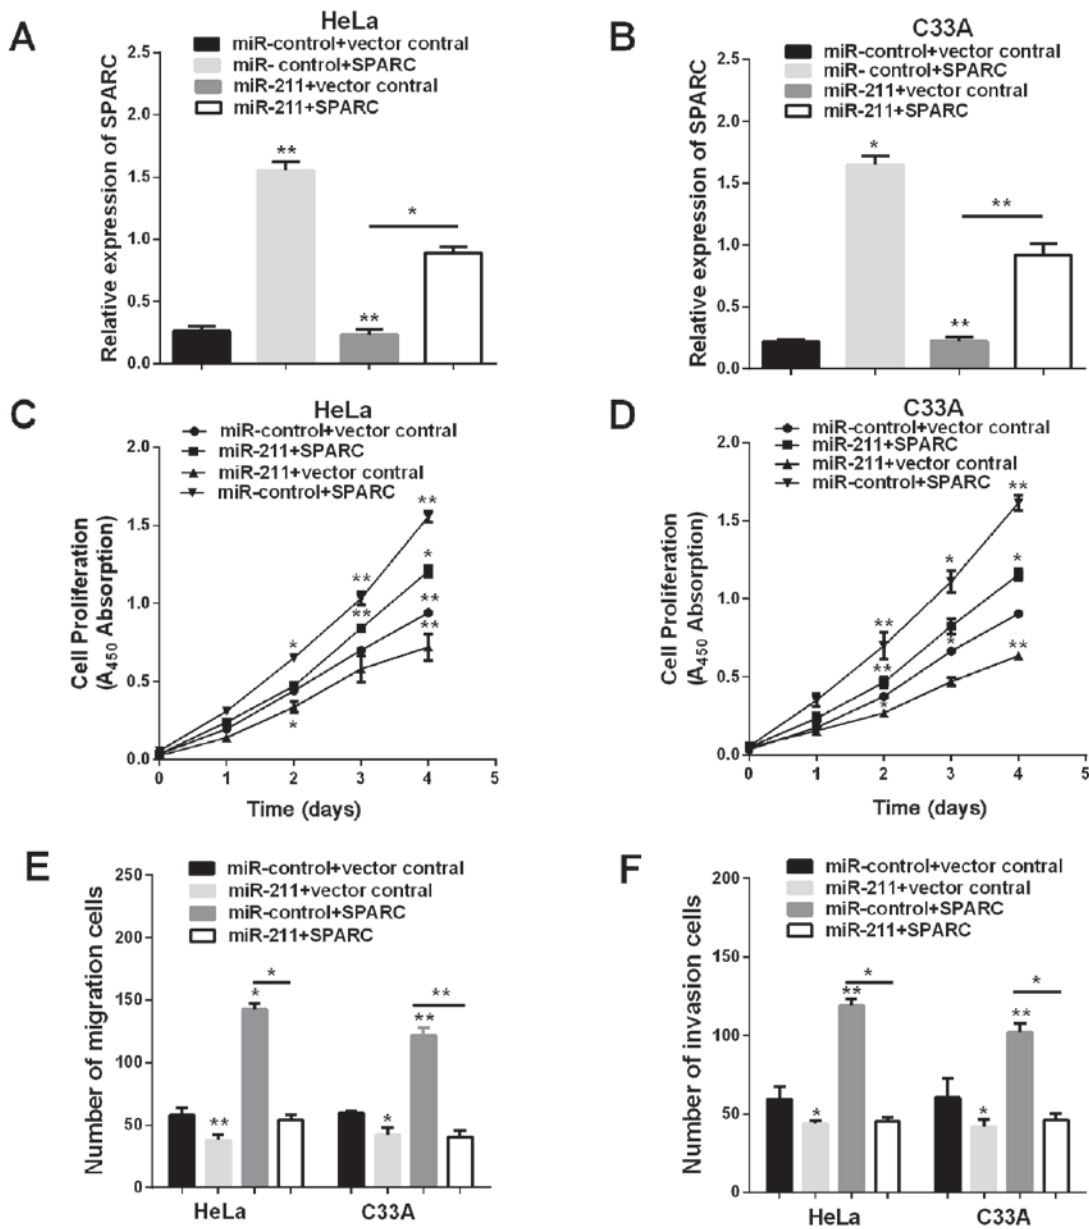 A
HeLa
miR-control+vector contral
miR- control+SPARC
miR-211+vector contral
miR-211+SPARC
Relative expression of SPARC
2.5
2.0
1.5
1.0
0.5
0.0
**
**
*
B
C33A
miR-control+vector contral
miR- control+SPARC
miR-211+vector contral
miR-211+SPARC
Relative expression of SPARC
2.5
2.0
1.5
1.0
0.5
0.0
*
**
**
C
HeLa
miR-control+vector contral
miR-211+SPARC
miR-211+vector contral
miR-control+SPARC
Cell Proliferation
(A450 Absorption)
2.0
1.5
1.0
0.5
0.0
**
*
**
**
**
**
*
*
0 1 2 3 4 5
Time (days)
D
C33A
miR-control+vector contral
miR-211+SPARC
miR-211+vector contral
miR-control+SPARC
Cell Proliferation
(A450 Absorption)
2.0
1.5
1.0
0.5
0.0
**
*
*
**
*
**
**
*
0 1 2 3 4 5
Time (days)
E
miR-control+vector contral
miR-211+vector contral
miR-control+SPARC
miR-211+SPARC
Number of migration cells
250
200
150
100
50
0
*
*
**
**
**
*
HeLa C33A
F
miR-control+vector contral
miR-211+vector contral
miR-control+SPARC
miR-211+SPARC
Number of invasion cells
200
150
100
50
0
*
**
*
*
**
*
HeLa C33A